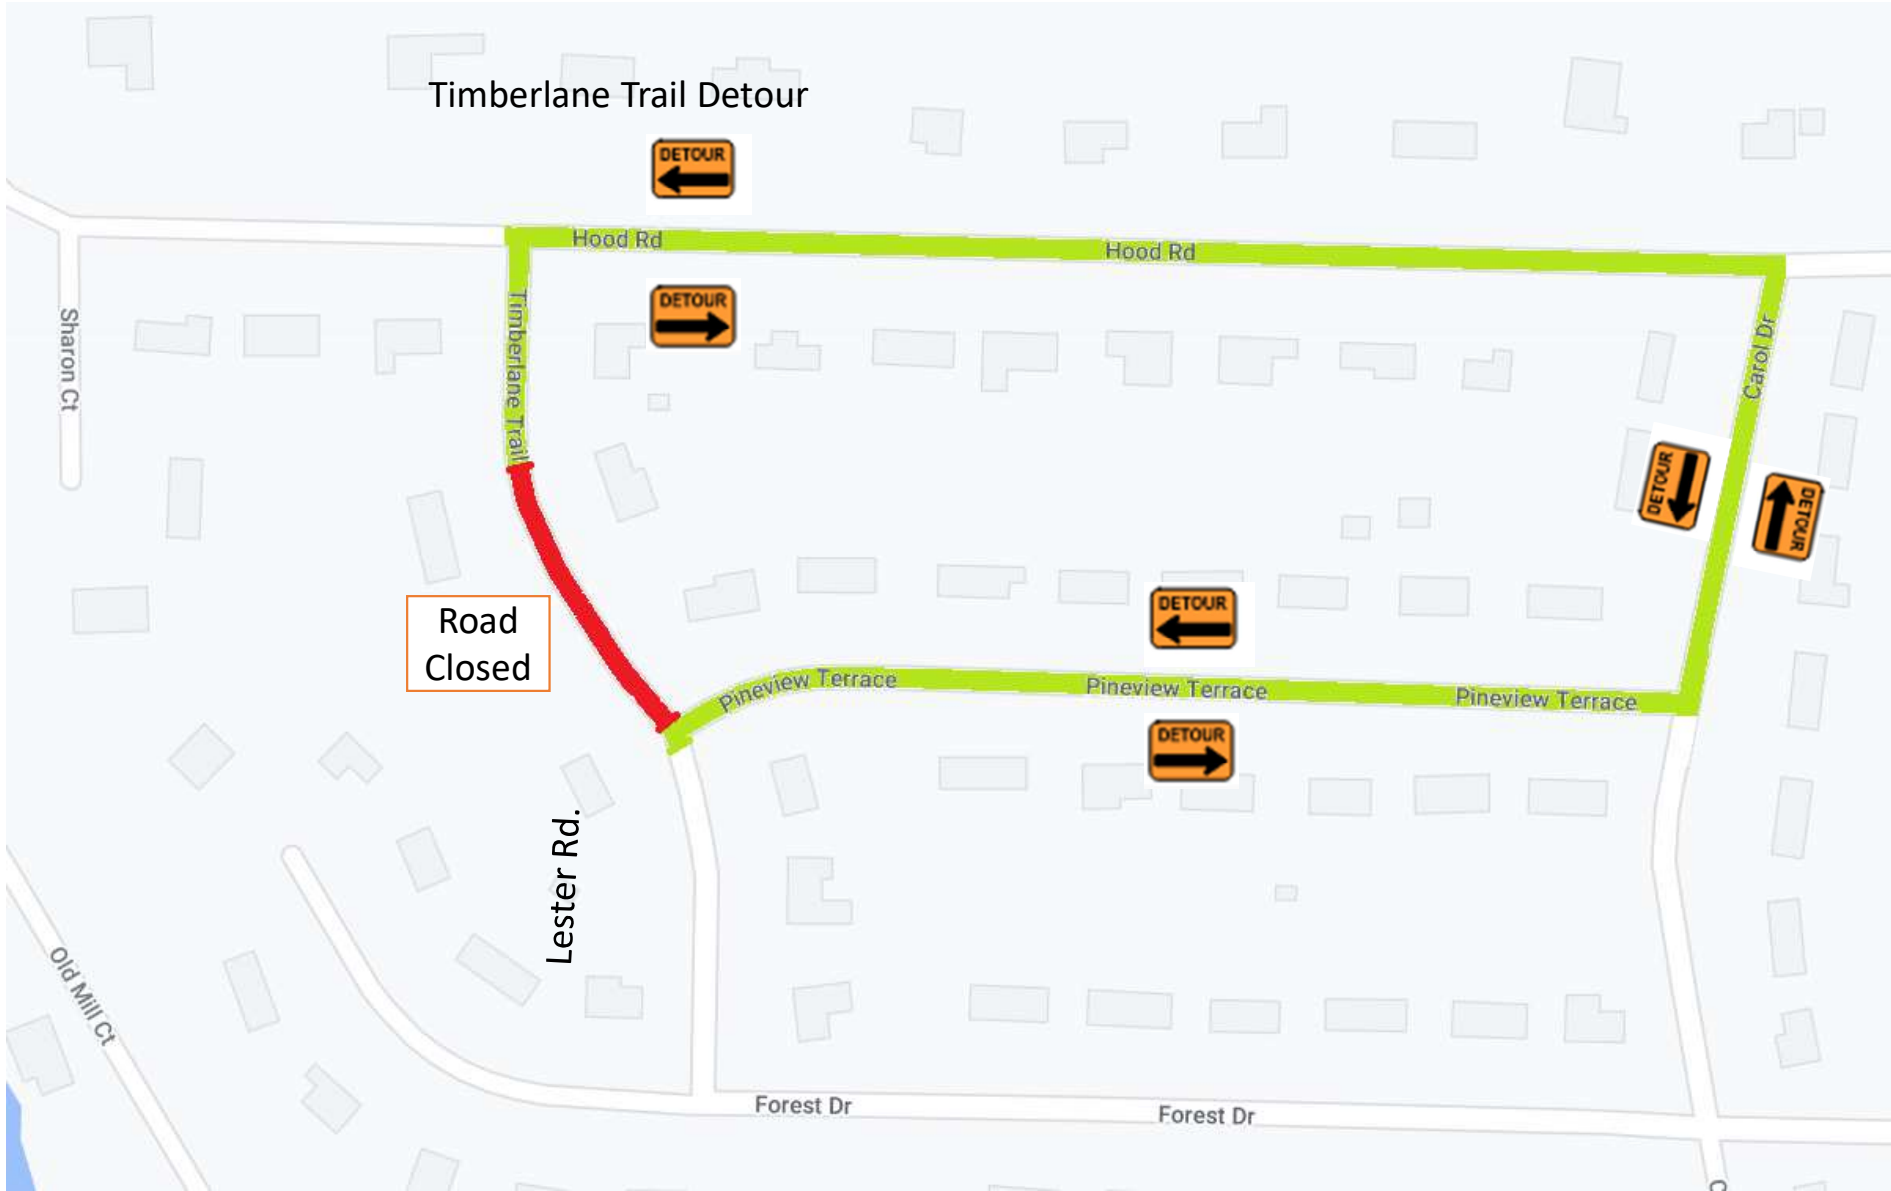 Timberlane Trail Detour
DETOUR
Hood Rd
Hood Rd
DETOUR
Timberlane Trail
Sharon Ct
Carol Dr
DETOUR
DETOUR
Road
Closed
DETOUR
Pineview Terrace
Pineview Terrace
Pineview Terrace
DETOUR
Lester Rd.
Old Mill Ct
Forest Dr
Forest Dr